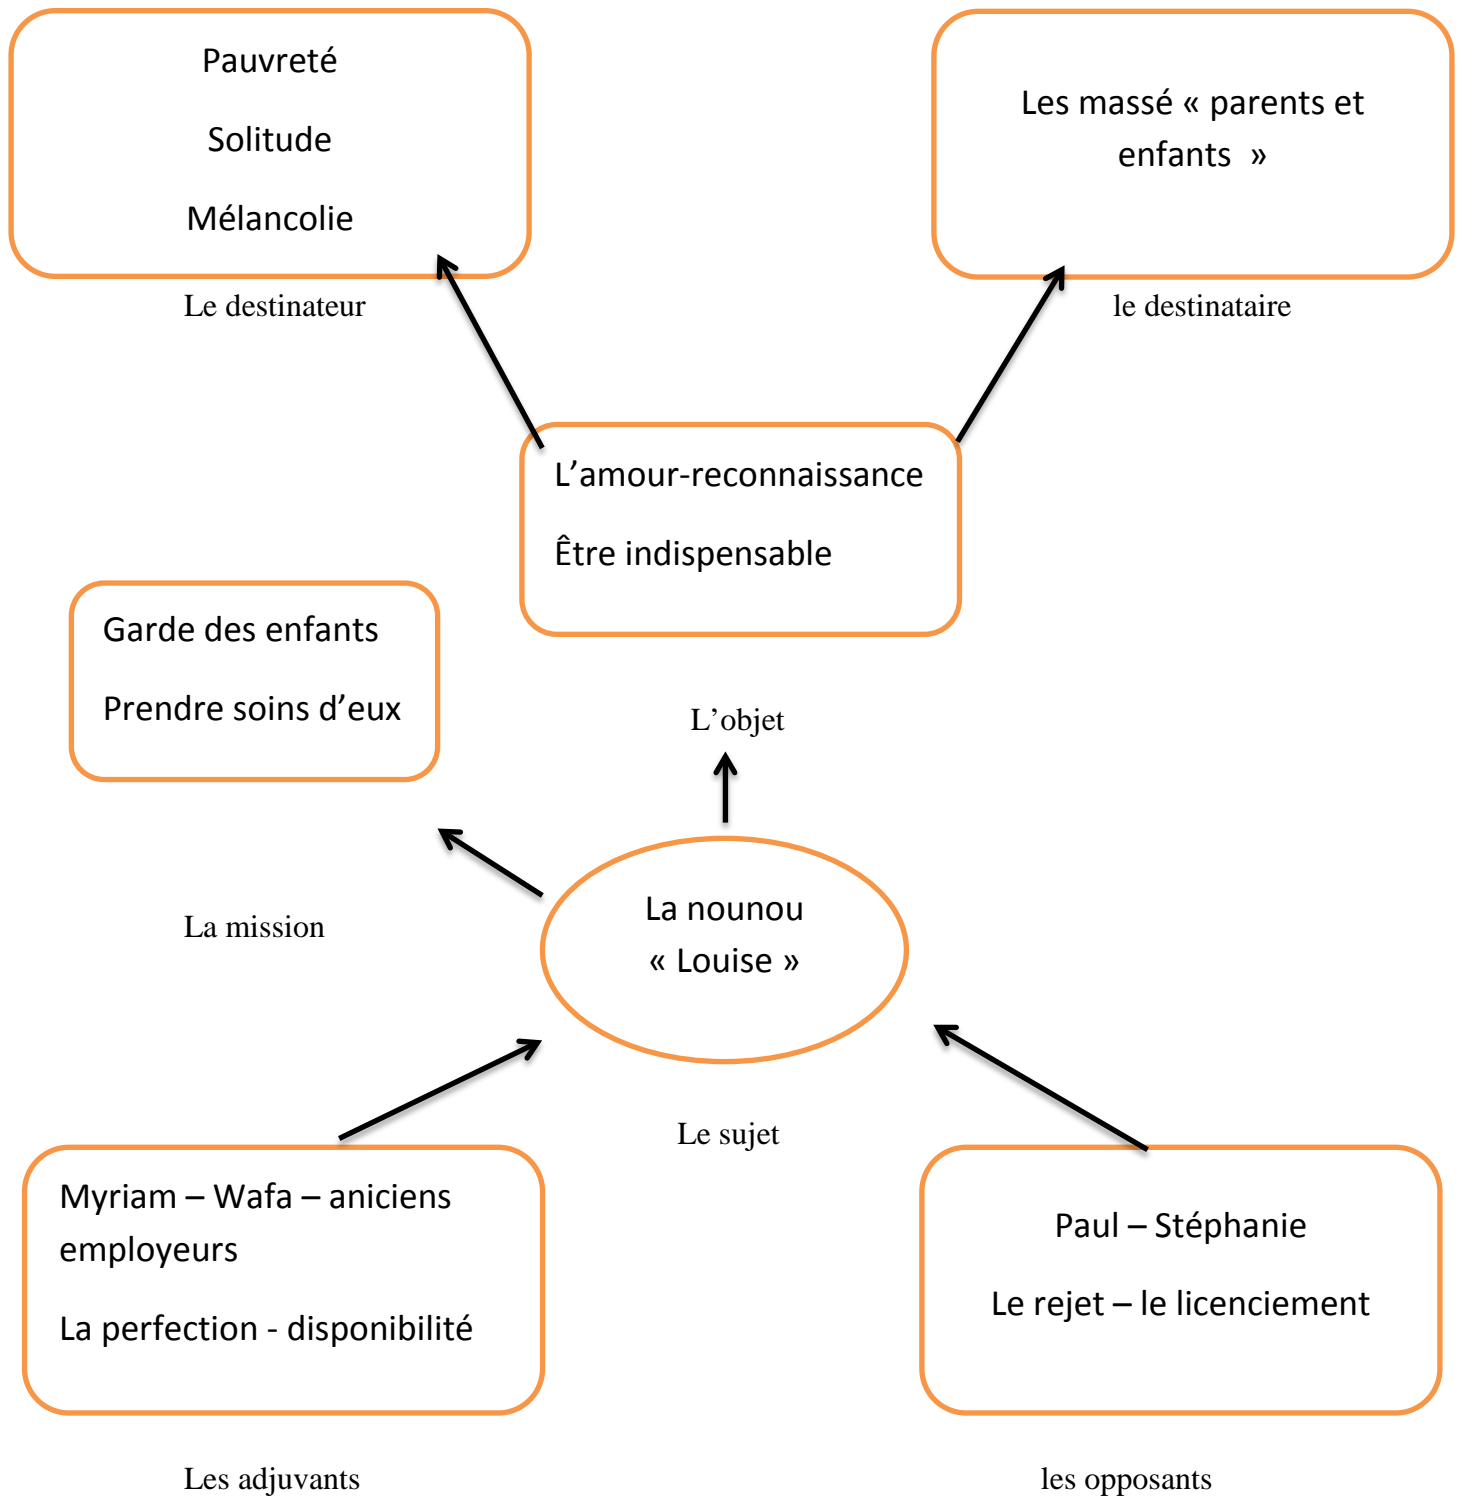 Pauvreté
Solitude
Mélancolie
Les massé « parents et
enfants  »
Le destinateur
le destinataire
L’amour-reconnaissance
Être indispensable
Garde des enfants
Prendre soins d’eux
L’objet
La mission
La nounou
« Louise »
Le sujet
Myriam – Wafa – aniciens
employeurs
La perfection - disponibilité
Paul – Stéphanie
Le rejet – le licenciement
Les adjuvants
les opposants